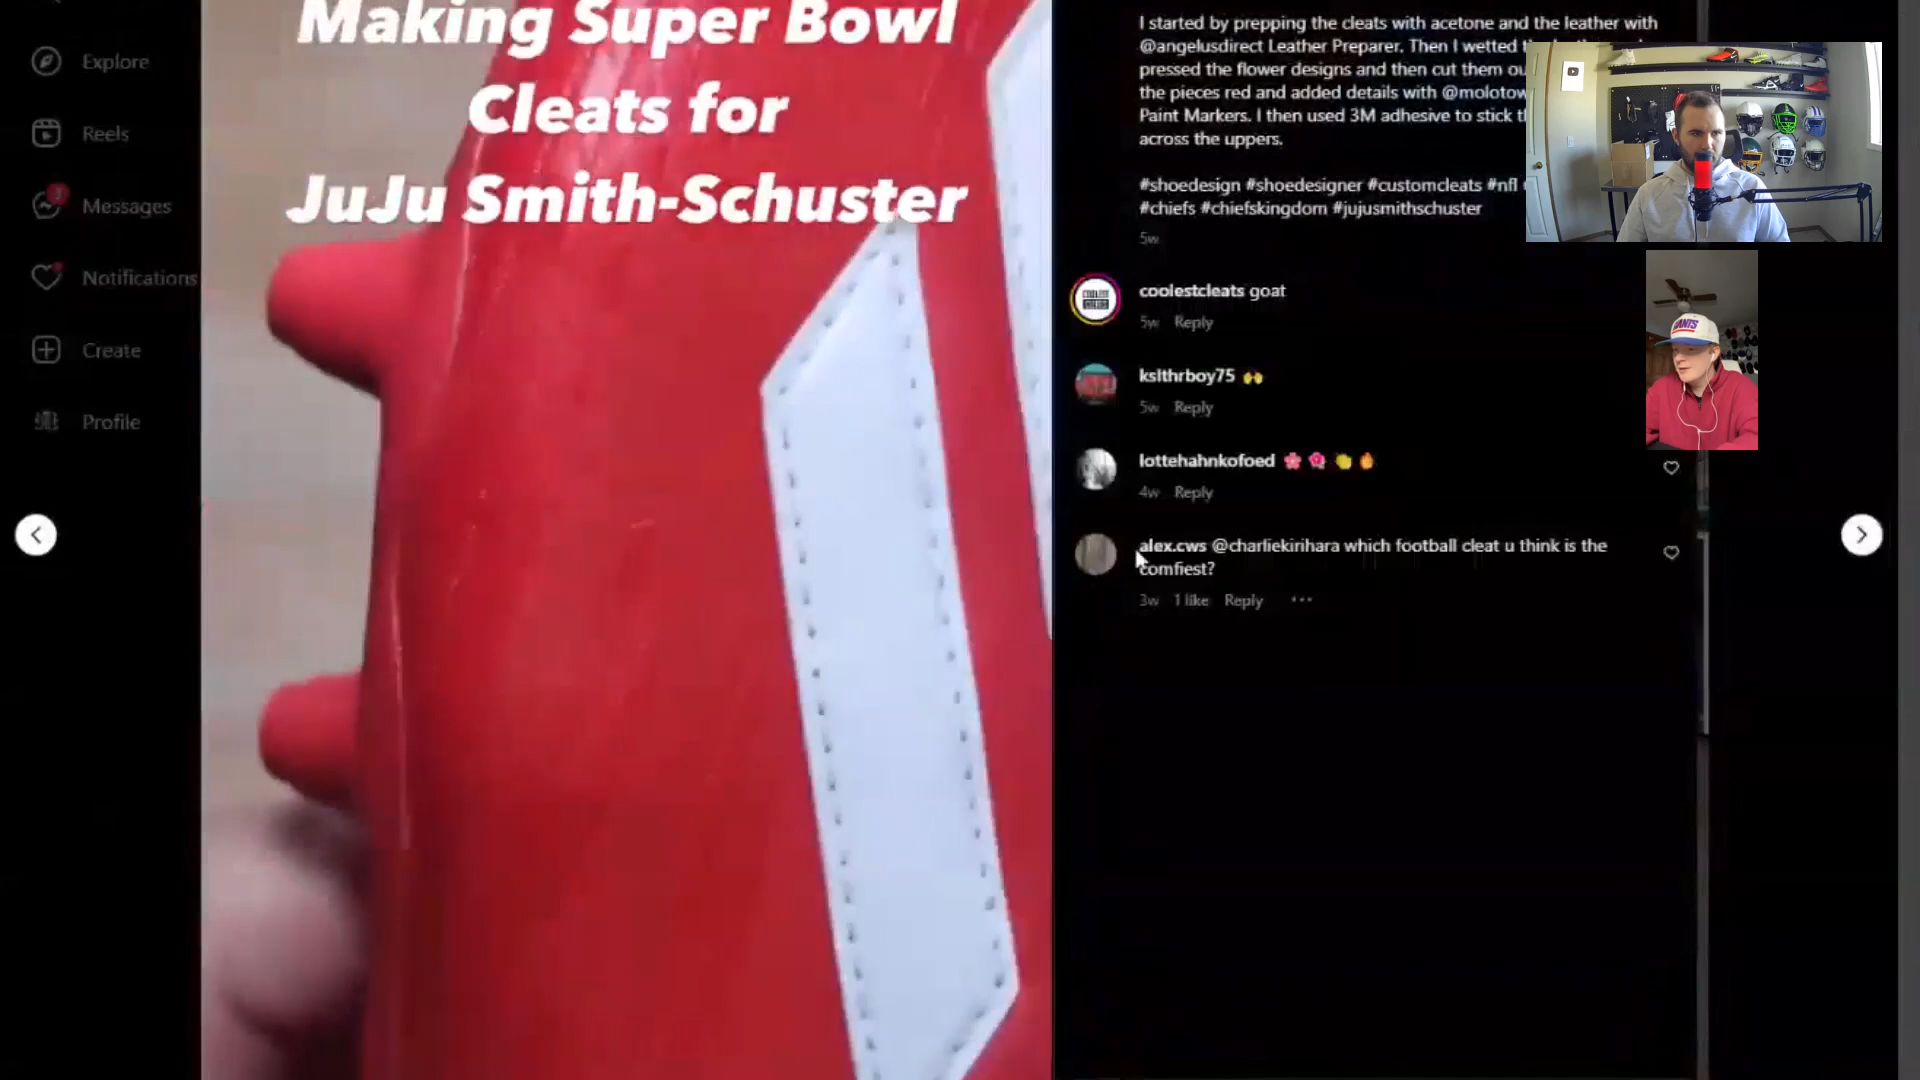 Explore
Reels
Messages
Notifications
Create
Profile
Making Super Bowl
Cleats for
JuJu Smith-Schuster
I started by prepping the cleats with acetone and the leather with
@angelusdirect Leather Preparer. Then I wetted
pressed the flower designs and then cut them
the pieces red and added details with
Paint Markers. I then used 3M adhesive to stick
across the uppers.
#shoedesign #shoedesigner #customcleats #nfl
#chiefs #chiefskingdom #jujusmithschuster
5w
coolestcleats goat
5w Reply
kslthrboy75 🙌
5w Reply
lottehahnkofoed
4w Reply
alex.cws @charliekirihara which football cleat u think is the
comfiest?
3w 1 like Reply ...
GIANTS